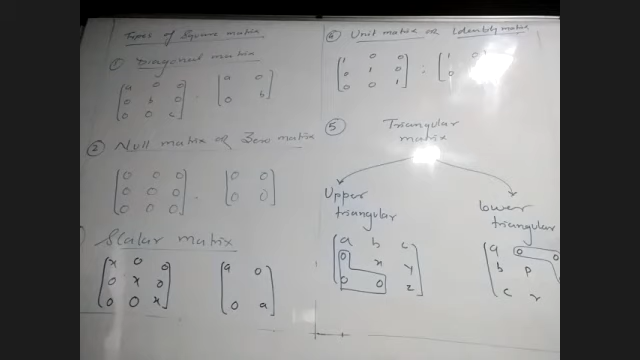 Types of Square matrix
① Diagonal matrix
[a 0 0
0 b 0
0 0 c] , [a 0
0 b]
② Null matrix or Zero matrix
[0 0 0
0 0 0
0 0 0] , [0 0
0 0]
Scalar matrix
[x 0 0
0 x 0
0 0 x] [a 0
0 a]
④ Unit matrix or Identity matrix
[1 0 0
0 1 0
0 0 1] : [1 0
0
⑤ Triangular
matrix
Upper
triangular
[a b c
0 x y
0 0 z]
lower
triangular
[a 0 0
b p
c r